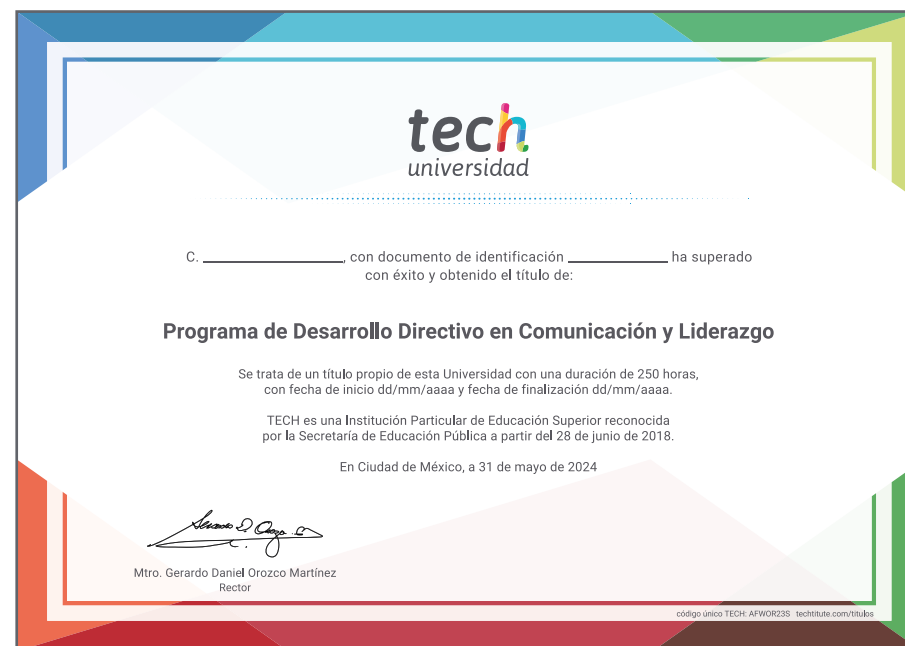 tech
universidad
C. ____________, con documento de identificación ____________ ha superado
con éxito y obtenido el título de:
Programa de Desarrollo Directivo en Comunicación y Liderazgo
Se trata de un título propio de esta Universidad con una duración de 250 horas,
con fecha de inicio dd/mm/aaaa y fecha de finalización dd/mm/aaaa.
TECH es una Institución Particular de Educación Superior reconocida
por la Secretaría de Educación Pública a partir del 28 de junio de 2018.
En Ciudad de México, a 31 de mayo de 2024
Mtro. Gerardo Daniel Orozco Martínez
Rector
código único TECH: AFWOR23S techtitute.com/titulos